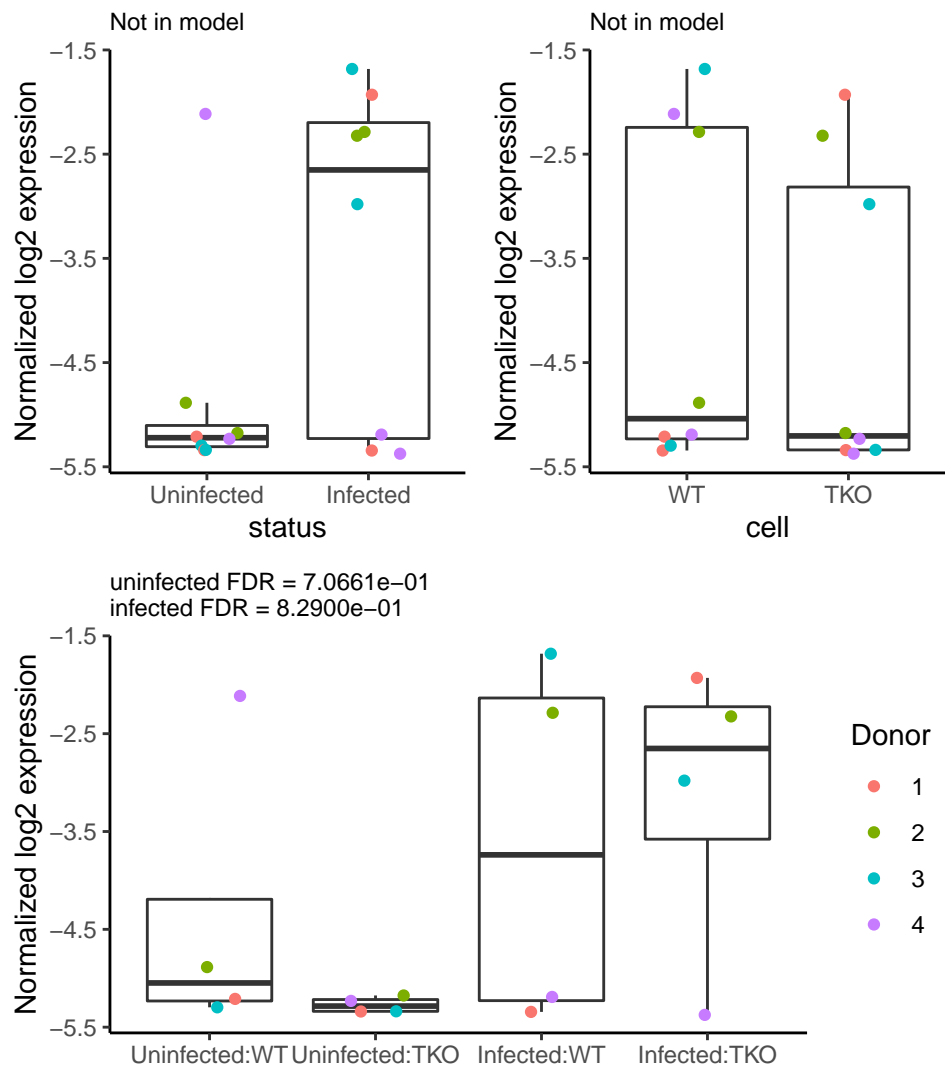 Not in model
Normalized log2 expression
−1.5
−2.5
−3.5
−4.5
−5.5
Uninfected Infected
status
Not in model
Normalized log2 expression
−1.5
−2.5
−3.5
−4.5
−5.5
WT TKO
cell
uninfected FDR = 7.0661e−01
infected FDR = 8.2900e−01
Normalized log2 expression
−1.5
−2.5
−3.5
−4.5
−5.5
Uninfected:WT Uninfected:TKO Infected:WT Infected:TKO
Donor
1
2
3
4